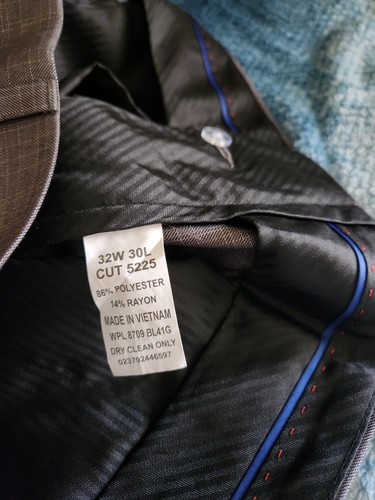 32W 30L
CUT 5225
86% POLYESTER
14% RAYON
MADE IN VIETNAM
WPL 8709 BL41G
DRY CLEAN ONLY
023792446597